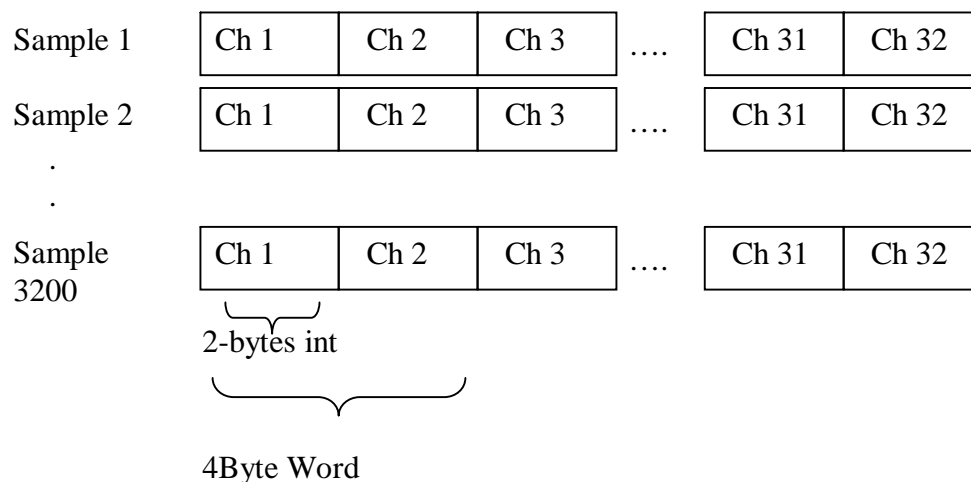 Sample 1 Ch 1 Ch 2 Ch 3 .... Ch 31 Ch 32
Sample 2 Ch 1 Ch 2 Ch 3 .... Ch 31 Ch 32
.
.
Sample 3200 Ch 1 Ch 2 Ch 3 .... Ch 31 Ch 32
2-bytes int
4Byte Word